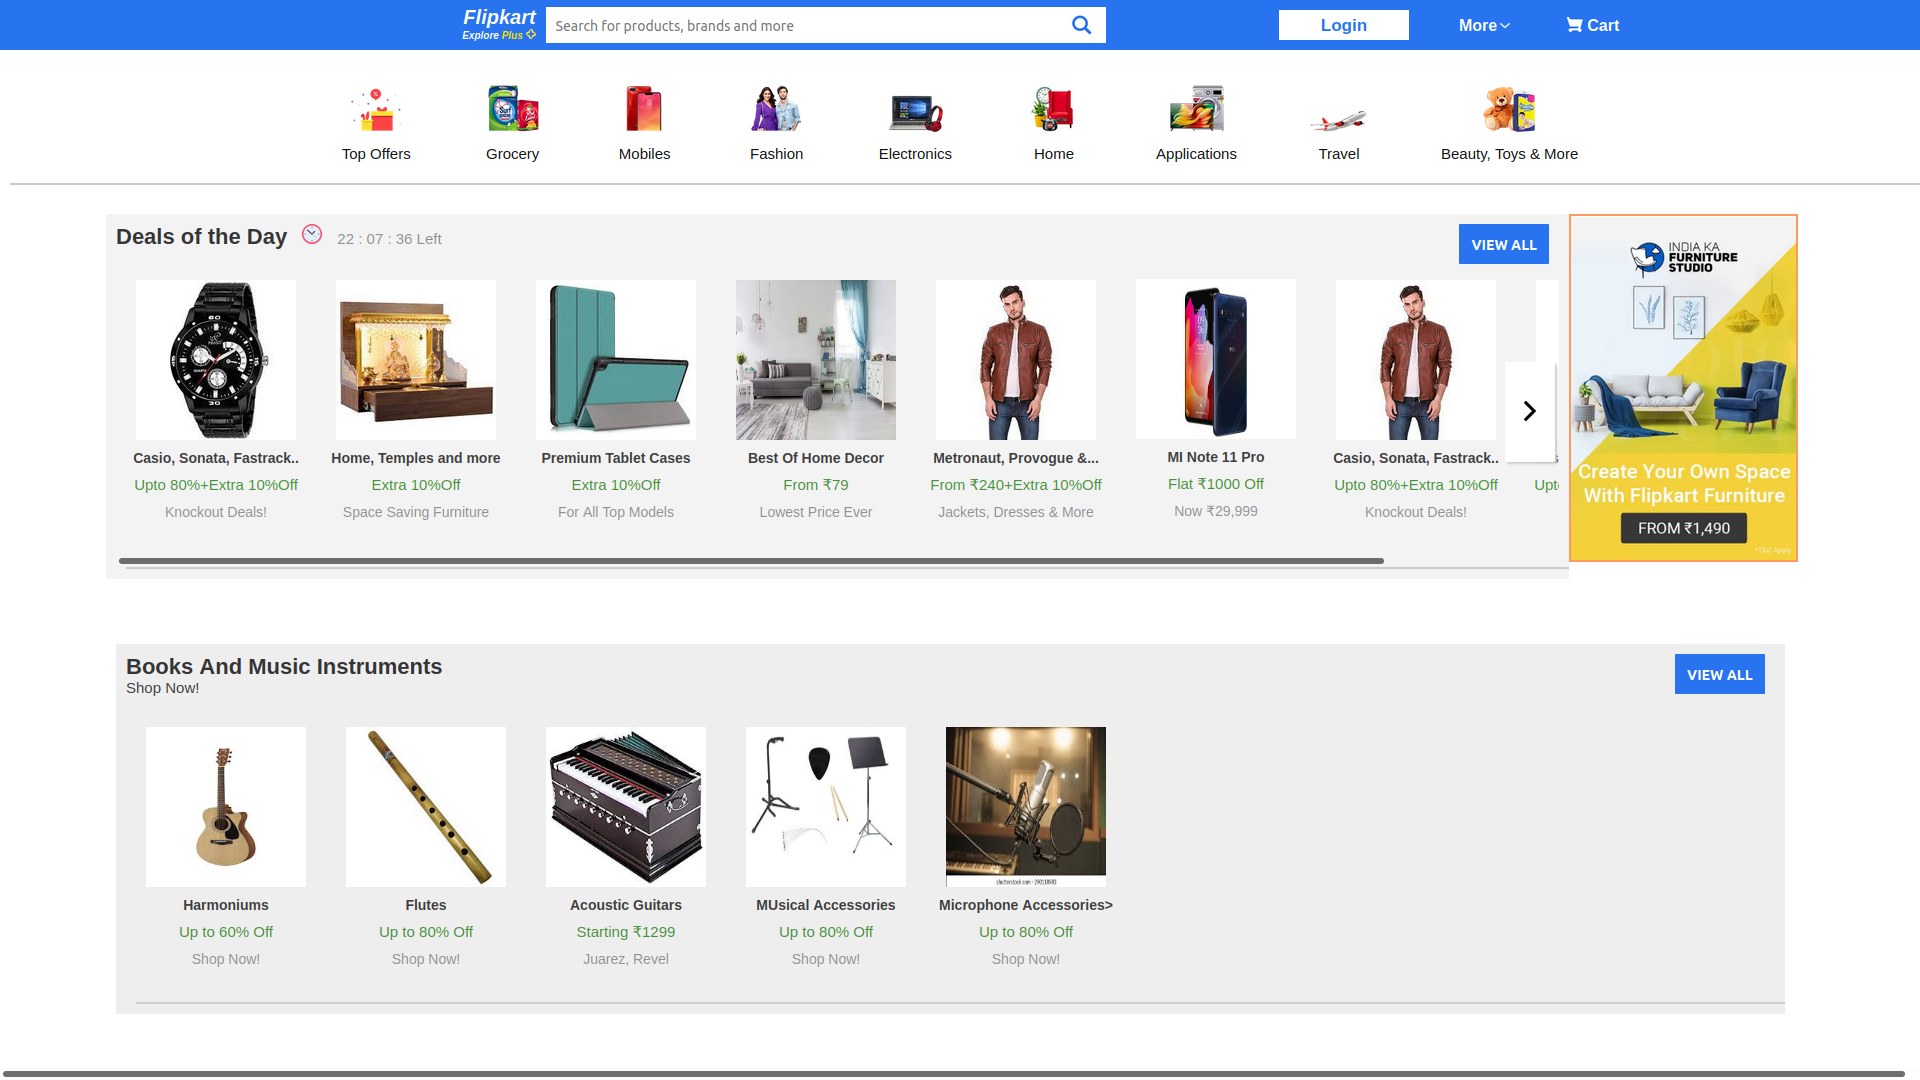 Flipkart
Explore Plus
Search for products, brands and more
Login
More
Cart
Top Offers
Grocery
Mobiles
Fashion
Electronics
Home
Applications
Travel
Beauty, Toys & More
Deals of the Day
22 : 07 : 36 Left
VIEW ALL
Casio, Sonata, Fastrack..
Upto 80%+Extra 10%Off
Knockout Deals!
Home, Temples and more
Extra 10%Off
Space Saving Furniture
Premium Tablet Cases
Extra 10%Off
For All Top Models
Best Of Home Decor
From ₹79
Lowest Price Ever
Metronaut, Provogue &...
From ₹240+Extra 10%Off
Jackets, Dresses & More
MI Note 11 Pro
Flat ₹1000 Off
Now ₹29,999
Casio, Sonata, Fastrack..
Upto 80%+Extra 10%Off
Knockout Deals!
INDIA KA
FURNITURE
STUDIO
Create Your Own Space
With Flipkart Furniture
FROM ₹1,490
*T&C Apply
Books And Music Instruments
Shop Now!
VIEW ALL
Harmoniums
Up to 60% Off
Shop Now!
Flutes
Up to 80% Off
Shop Now!
Acoustic Guitars
Starting ₹1299
Juarez, Revel
MUsical Accessories
Up to 80% Off
Shop Now!
shutterstock.com · 290118983
Microphone Accessories>
Up to 80% Off
Shop Now!